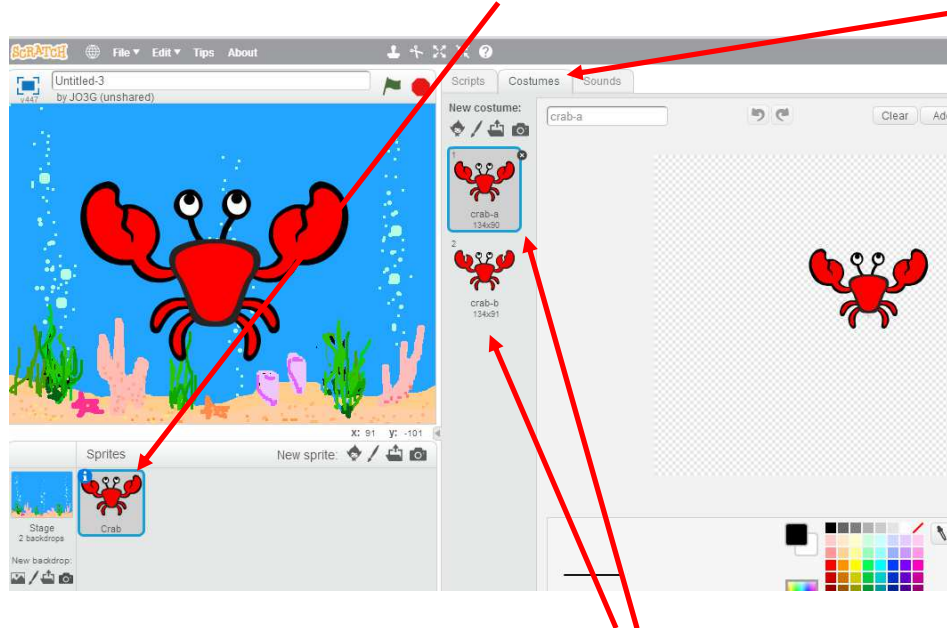 SCRATCH File Edit Tips About
Untitled-3
v447 by JO3G (unshared)
Scripts Costumes Sounds
New costume:
crab-a
Clear
1
crab-a
134x90
2
crab-b
134x91
x: 91 y: -101
Sprites New sprite:
Stage
2 backdrops
Crab
New backdrop: